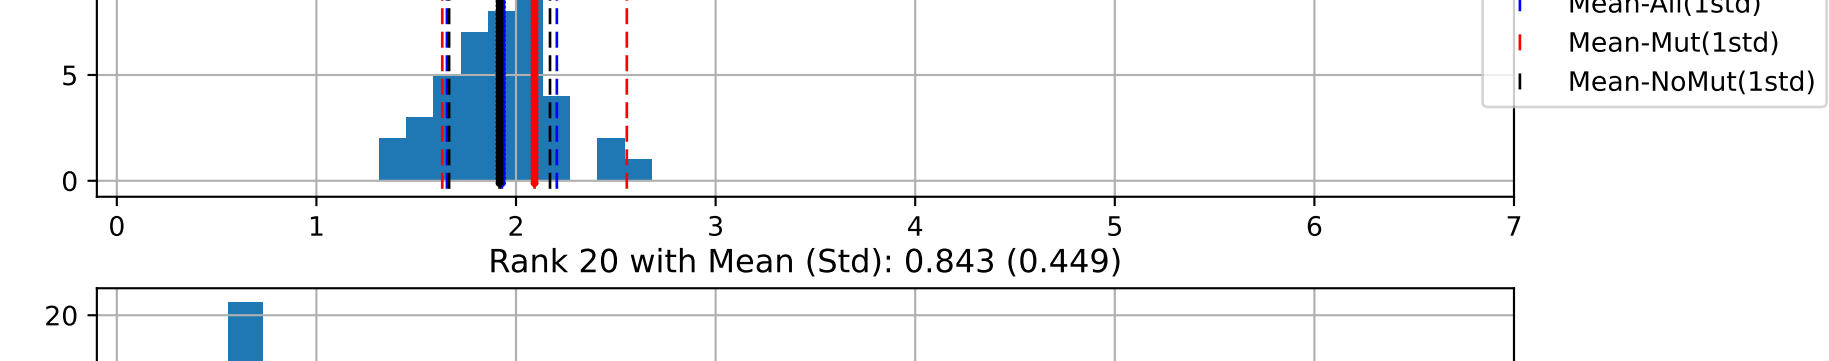 Mean-All(1std)
Mean-Mut(1std)
Mean-NoMut(1std)
5
0
0 1 2 3 4 5 6 7
Rank 20 with Mean (Std): 0.843 (0.449)
20